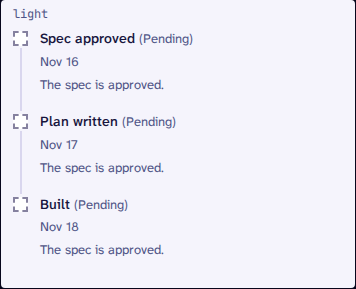 light
Spec approved (Pending)
Nov 16
The spec is approved.
Plan written (Pending)
Nov 17
The spec is approved.
Built (Pending)
Nov 18
The spec is approved.